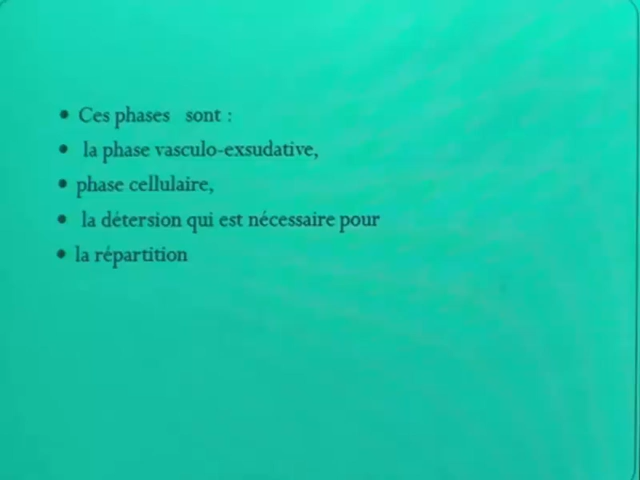 • Ces phases sont :
• la phase vasculo-exsudative,
• phase cellulaire,
• la détersion qui est nécessaire pour
• la répartition